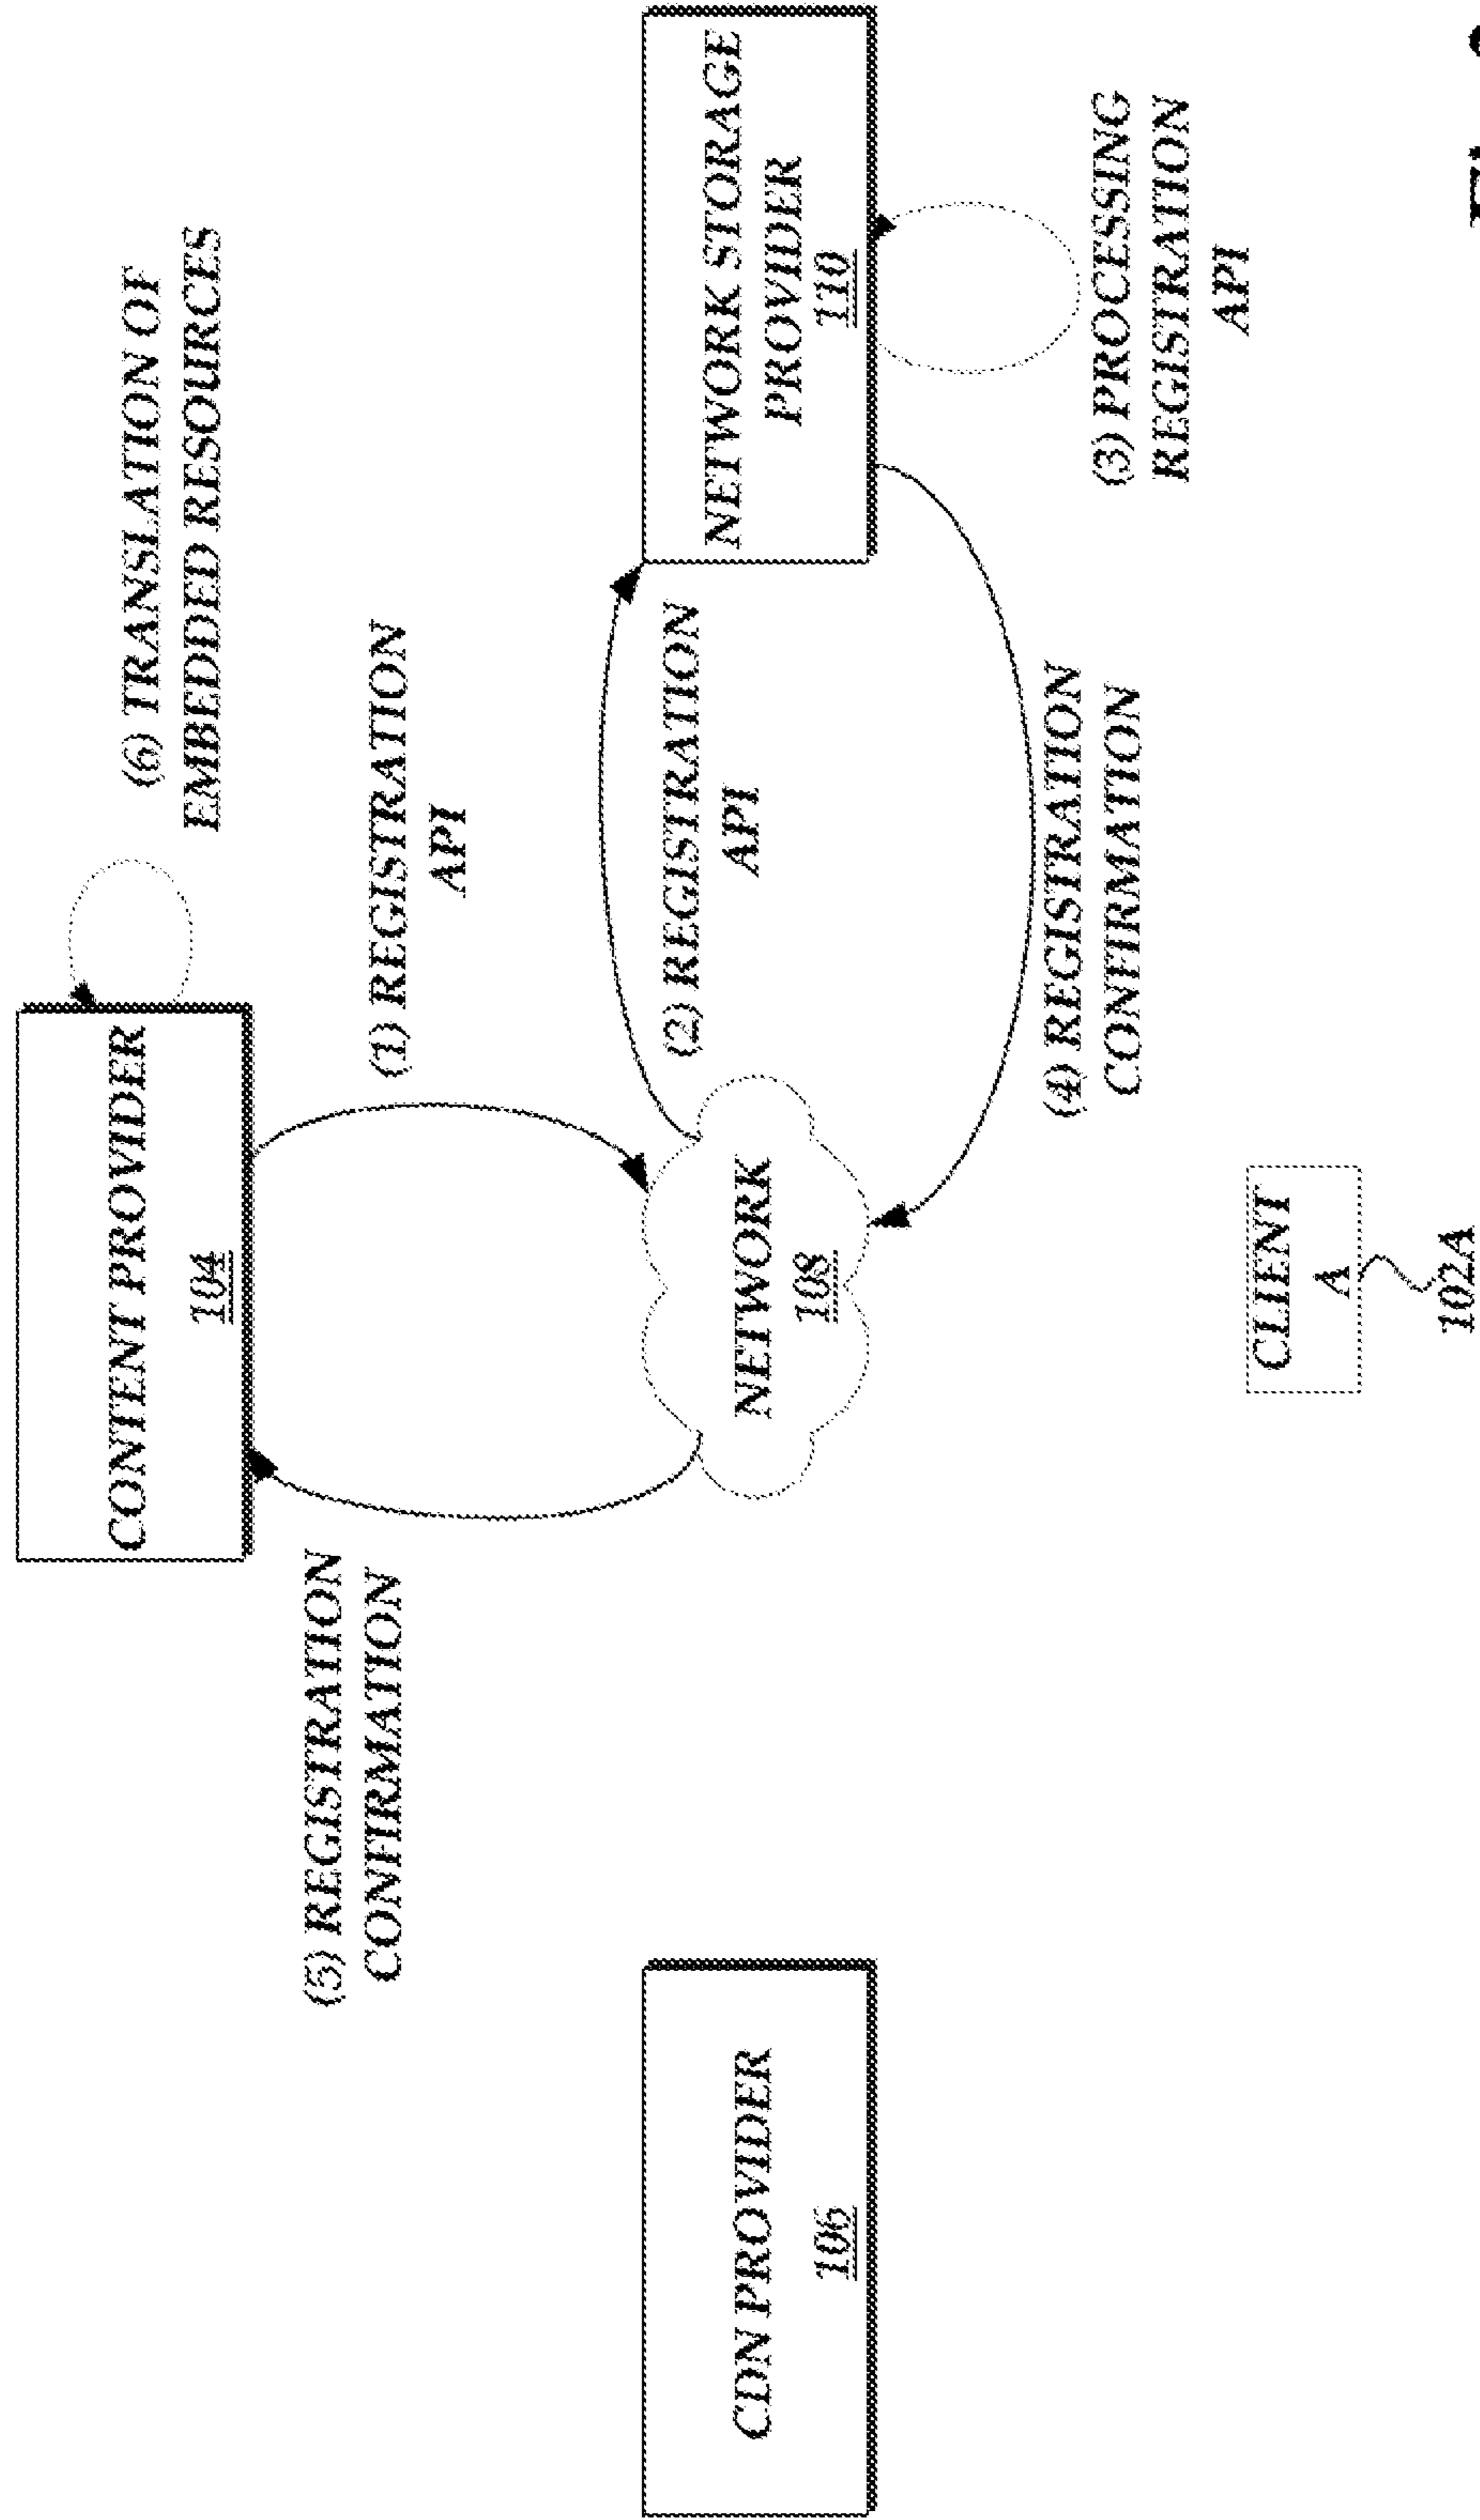 (6) TRANSLATION OF
EMBEDDED RESOURCES
CONTENT PROVIDER
104
(5) REGISTRATION
CONFIRMATION
(1) REGISTRATION
API
CDN PROVIDER
106
NETWORK
108
(2) REGISTRATION
API
NETWORK STORAGE
PROVIDER
110
(4) REGISTRATION
CONFIRMATION
(3) PROCESSING
REGISTRATION
API
CLIENT
A
102A